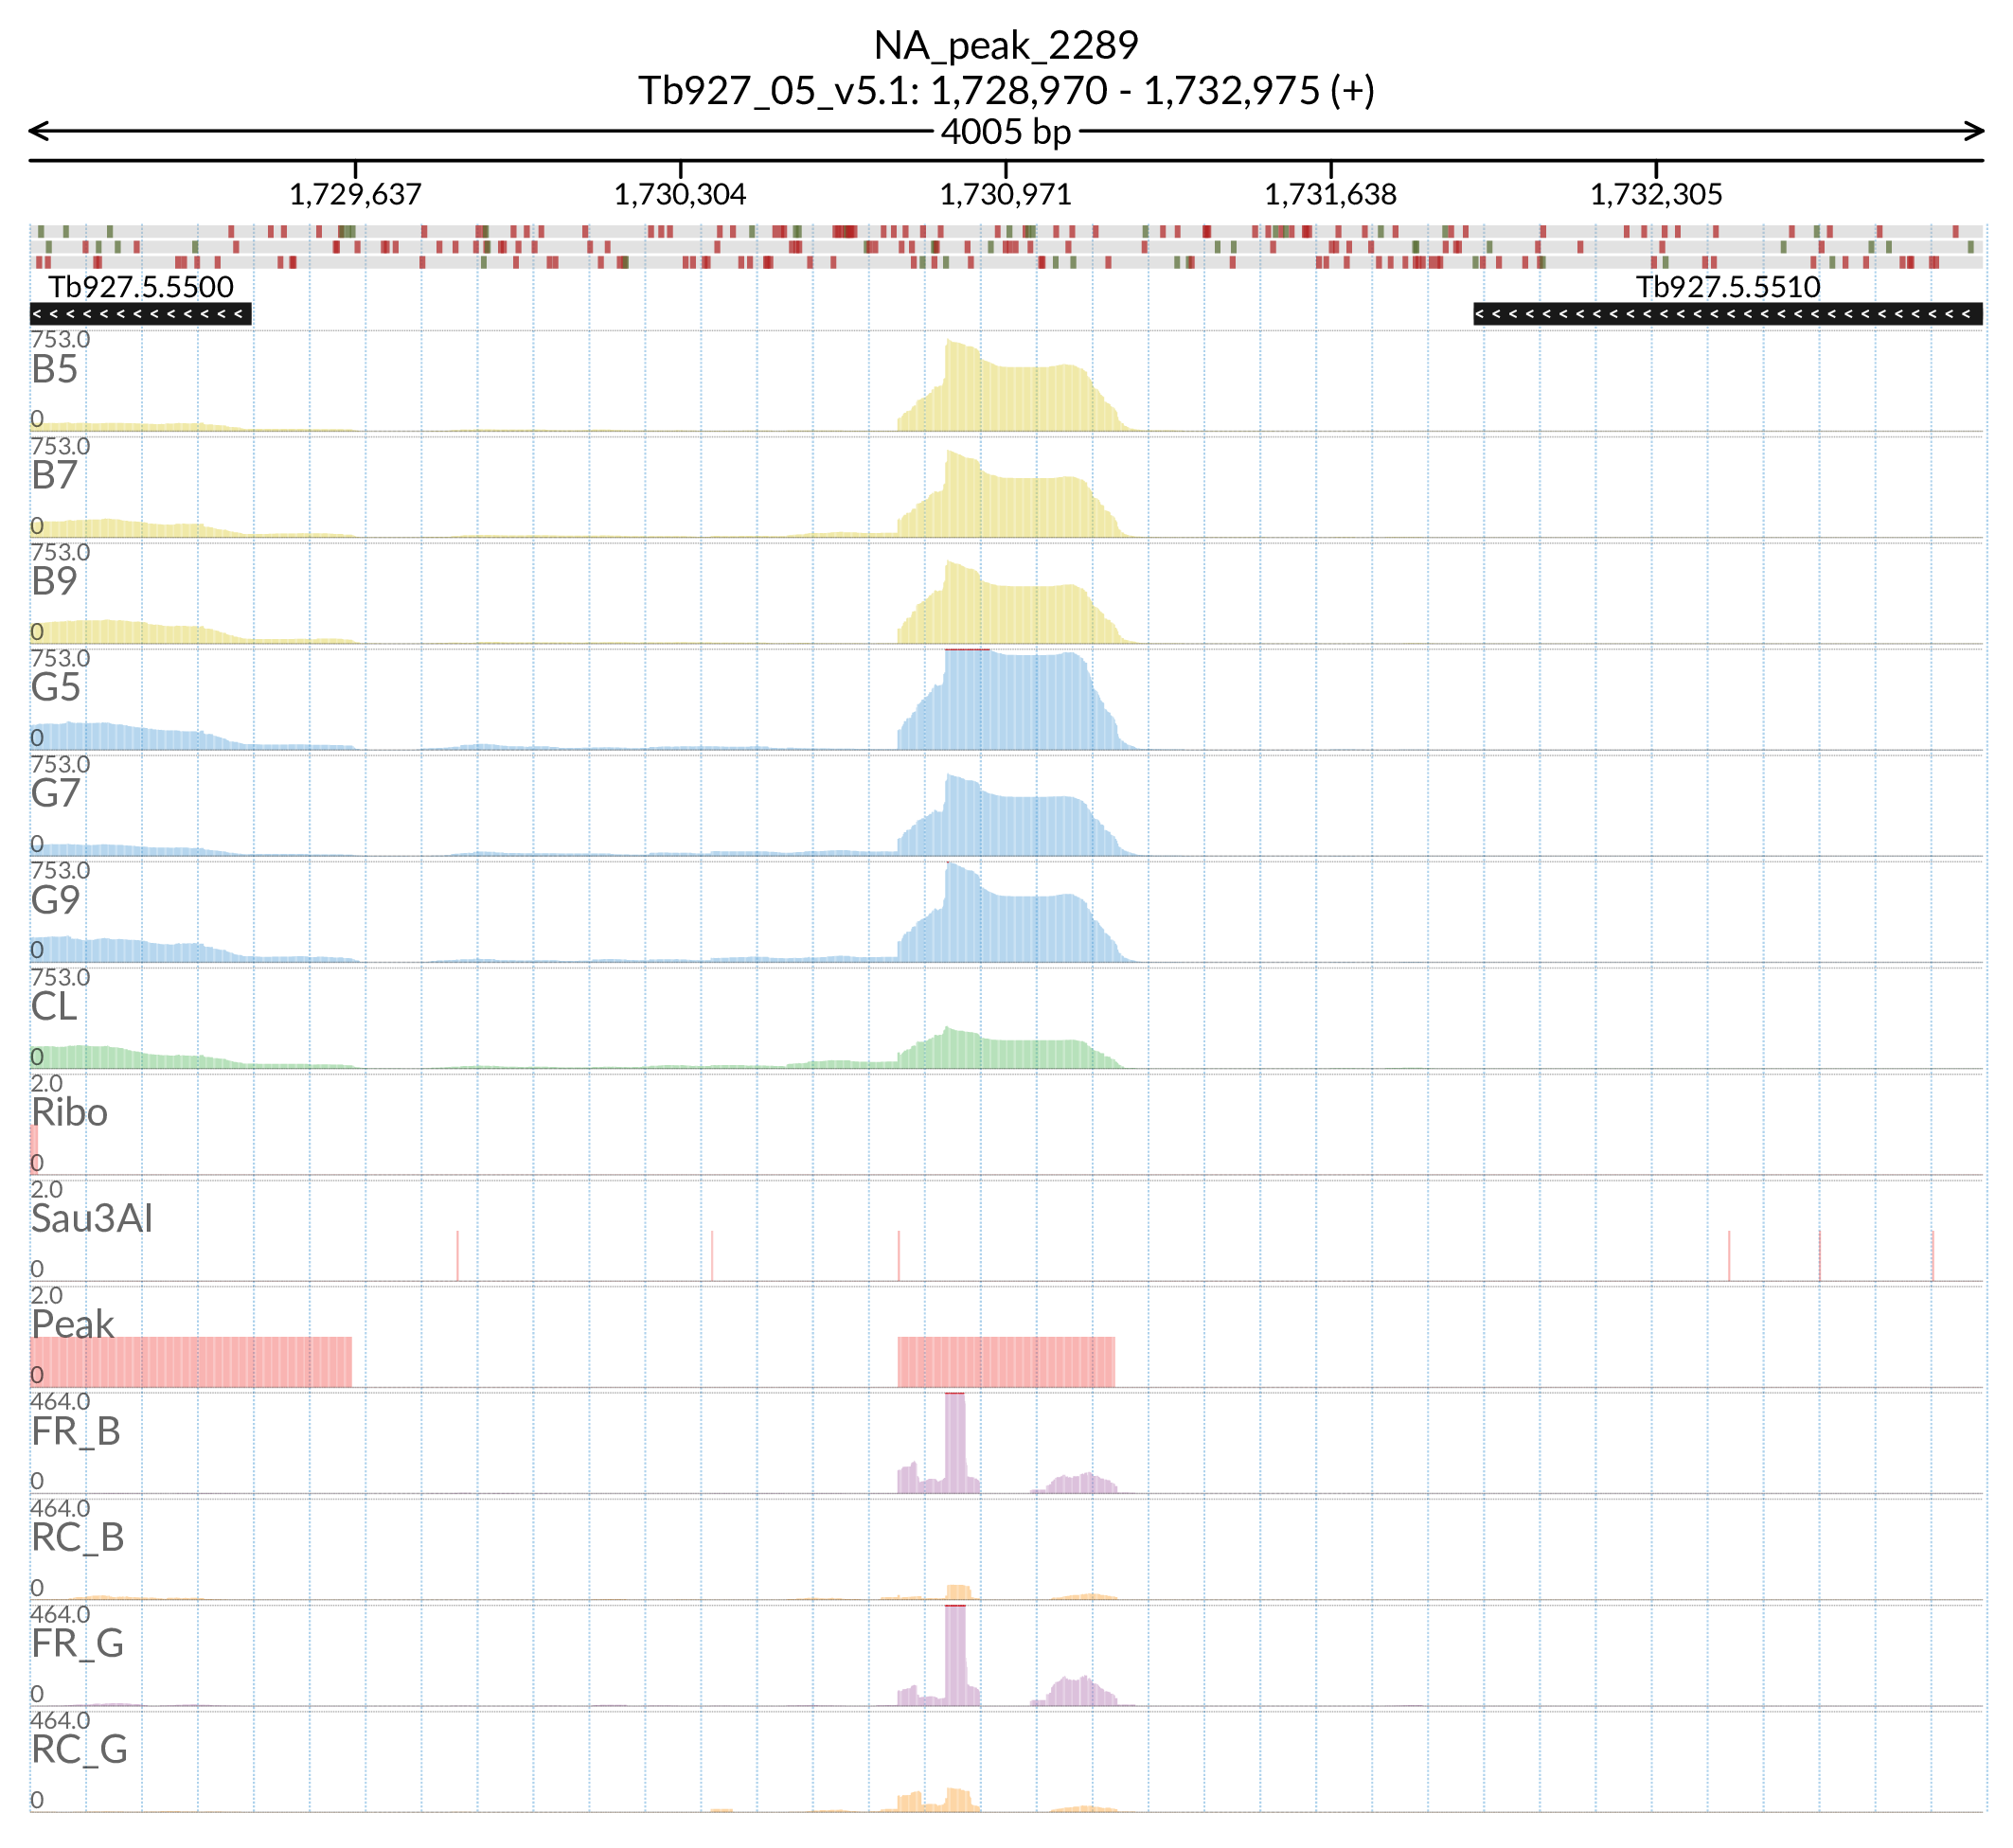 NA_peak_2289
Tb927_05_v5.1: 1,728,970 - 1,732,975 (+)
4005 bp
1,729,637 1,730,304 1,730,971 1,731,638 1,732,305
Tb927.5.5500 Tb927.5.5510
753.0
B5
0
753.0
B7
0
753.0
B9
0
753.0
G5
0
753.0
G7
0
753.0
G9
0
753.0
CL
0
2.0
Ribo
0
2.0
Sau3AI
0
2.0
Peak
0
464.0
FR_B
0
464.0
RC_B
0
464.0
FR_G
0
464.0
RC_G
0